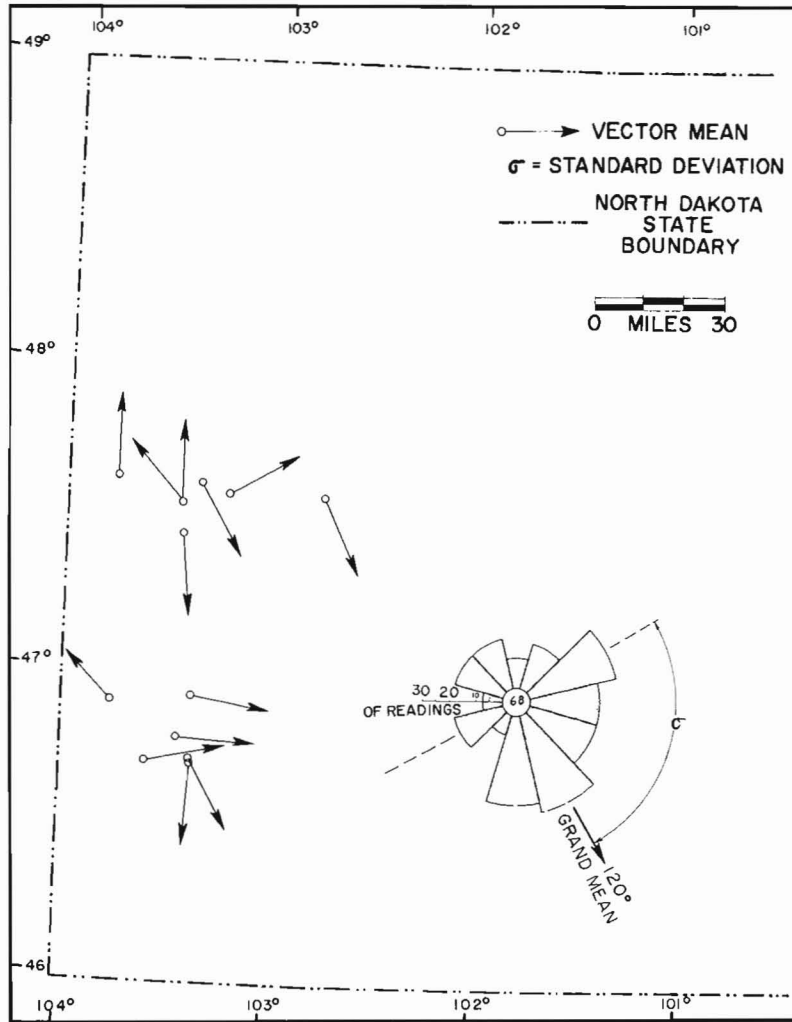 104° 103° 102° 101°
49°
VECTOR MEAN
σ = STANDARD DEVIATION
NORTH DAKOTA
STATE
BOUNDARY
0 MILES 30
48°
47°
30 20 10
OF READINGS
68
σ
120°
GRAND MEAN
46
104° 103° 102° 101°